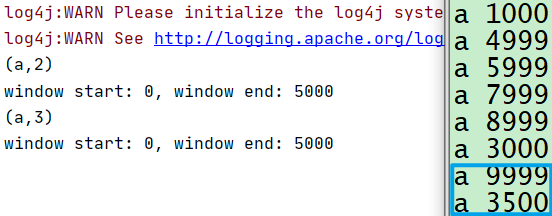 log4j:WARN Please initialize the log4j syste
log4j:WARN See http://logging.apache.org/log
(a,2)
window start: 0, window end: 5000
(a,3)
window start: 0, window end: 5000
a 1000
a 4999
a 5999
a 7999
a 8999
a 3000
a 9999
a 3500